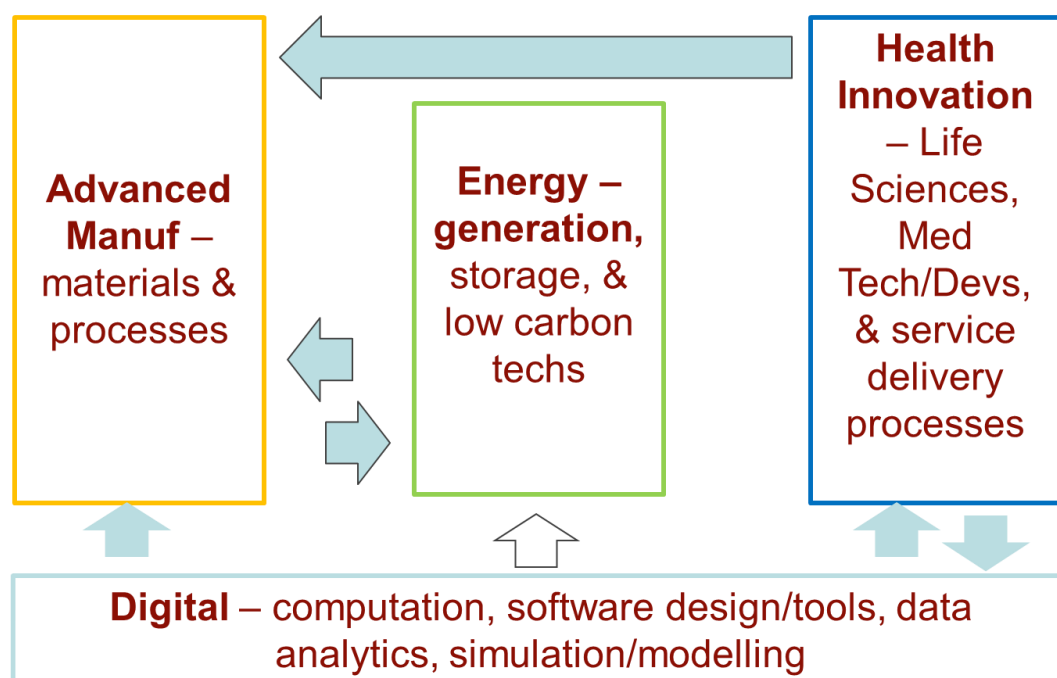 Advanced
Manuf –
materials &
processes
Energy –
generation,
storage, &
low carbon
techs
Health
Innovation
– Life
Sciences,
Med
Tech/Devs,
& service
delivery
processes
Digital – computation, software design/tools, data
analytics, simulation/modelling